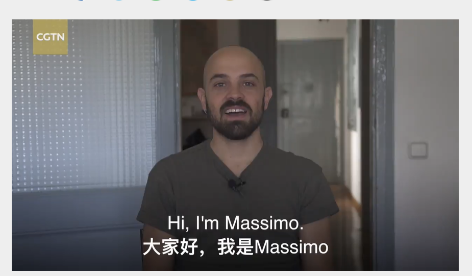 CGTN
Hi, I'm Massimo.
大家好，我是Massimo